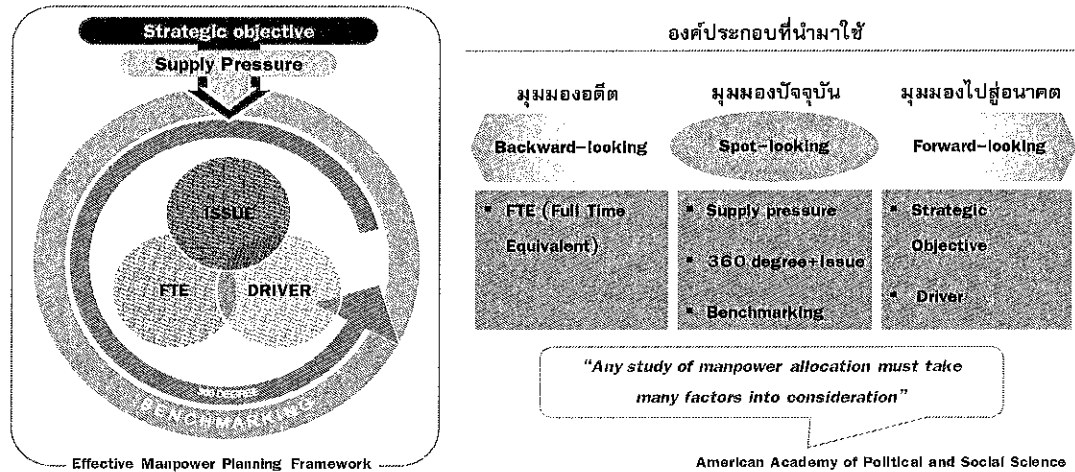 Strategic objective
Supply Pressure
ISSUE
FTE
DRIVER
360 DEGREE
BENCHMARKING
Effective Manpower Planning Framework
องค์ประกอบที่นำมาใช้
มุมมองอดีต
มุมมองปัจจุบัน
มุมมองไปสู่อนาคต
Backward-looking
Spot-looking
Forward-looking
▪ FTE (Full Time
Equivalent)
▪ Supply pressure
▪ 360 degree+Issue
▪ Benchmarking
▪ Strategic
Objective
▪ Driver
“Any study of manpower allocation must take
many factors into consideration”
American Academy of Political and Social Science